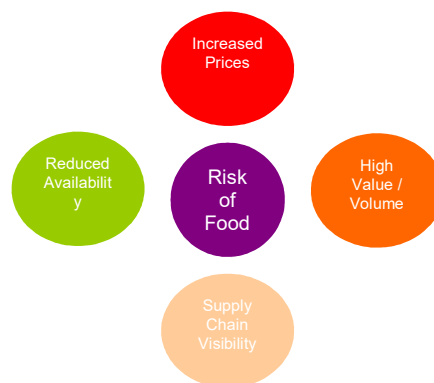 Increased
Prices
Reduced
Availabilit
y
Risk
of
Food
High
Value /
Volume
Supply
Chain
Visibility